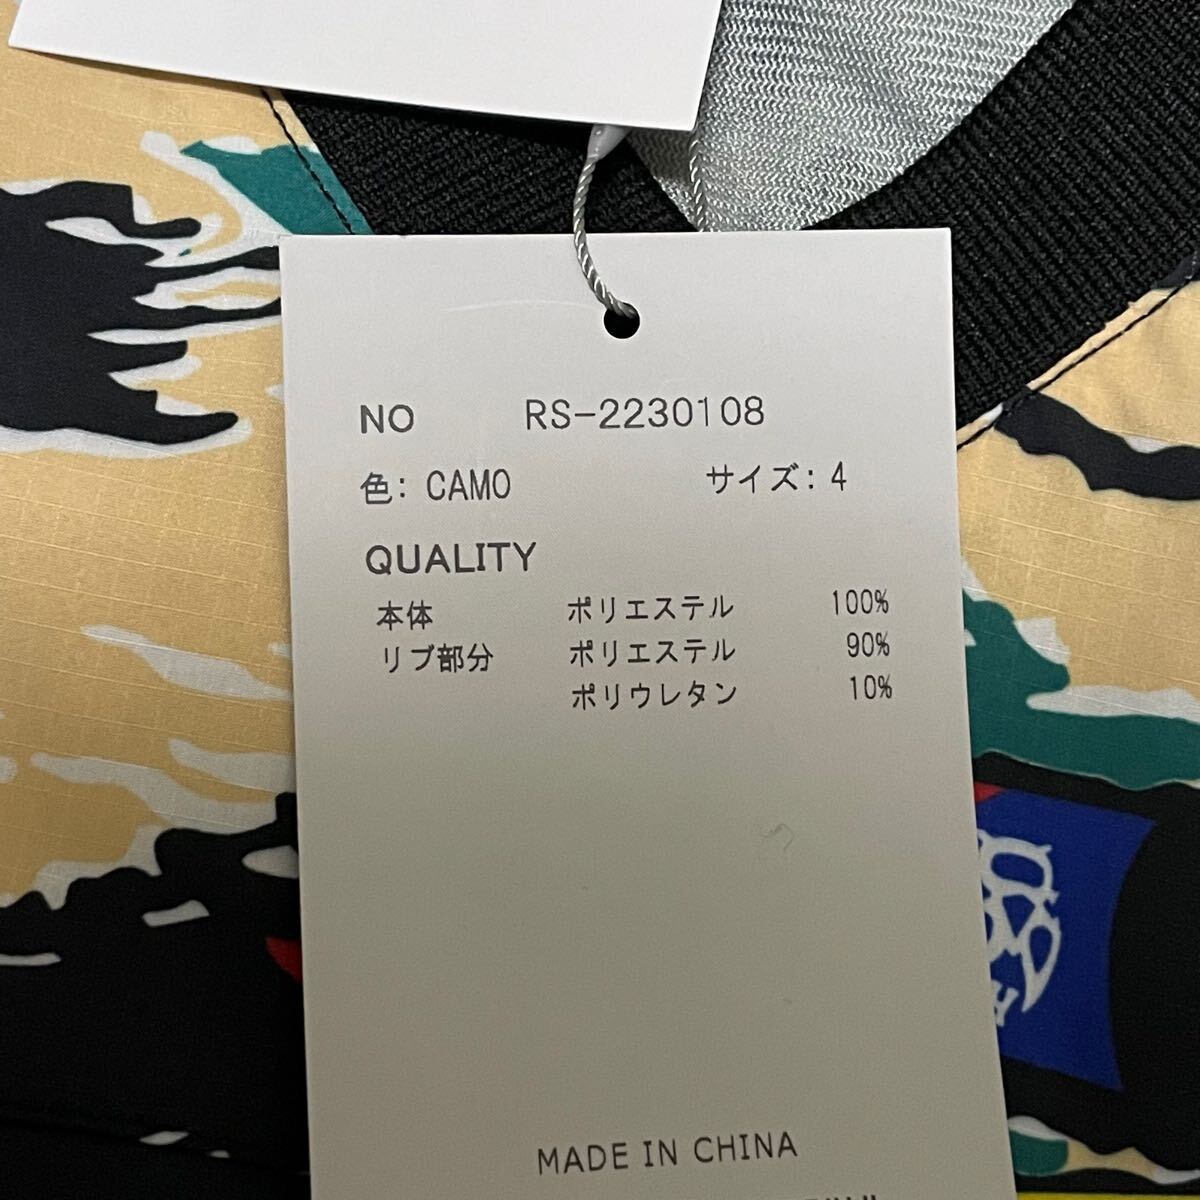 NO RS-2230108
色: CAMO サイズ: 4
QUALITY
本体 ポリエステル 100%
リブ部分 ポリエステル 90%
ポリウレタン 10%
MADE IN CHINA